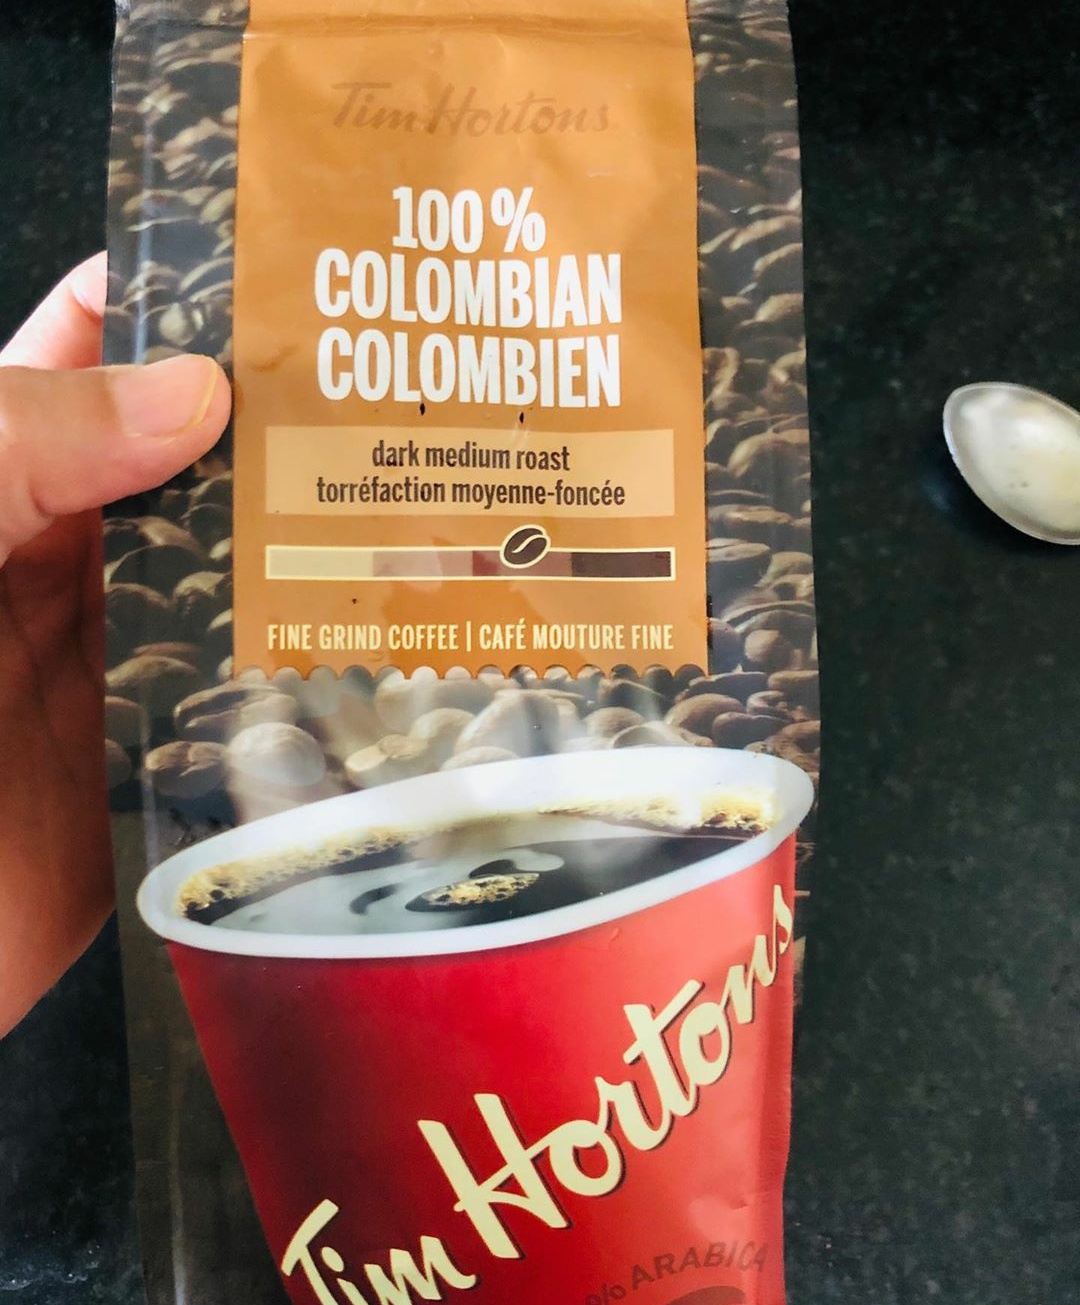 Tim Hortons
100%
COLOMBIAN
COLOMBIEN
dark medium roast
torréfaction moyenne-foncée
FINE GRIND COFFEE | CAFÉ MOUTURE FINE
Tim Hortons
% ARABICA